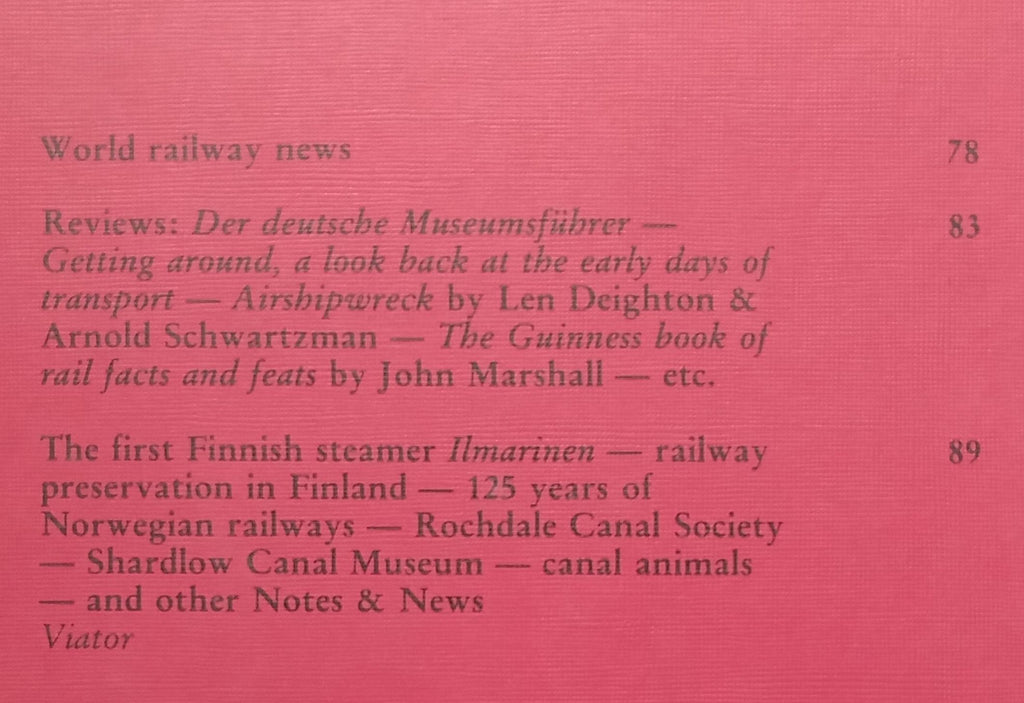 World railway news 78
Reviews: Der deutsche Museumsführer — 83
Getting around, a look back at the early days of
transport — Airshipwreck by Len Deighton &
Arnold Schwartzman — The Guinness book of
rail facts and feats by John Marshall — etc.
The first Finnish steamer Ilmarinen — railway 89
preservation in Finland — 125 years of
Norwegian railways — Rochdale Canal Society
— Shardlow Canal Museum — canal animals
— and other Notes & News
Viator